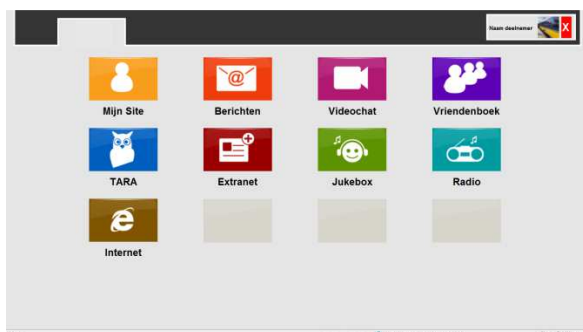 Naam deelnemer X
Mijn Site Berichten Videochat Vriendenboek
TARA Extranet Jukebox Radio
Internet